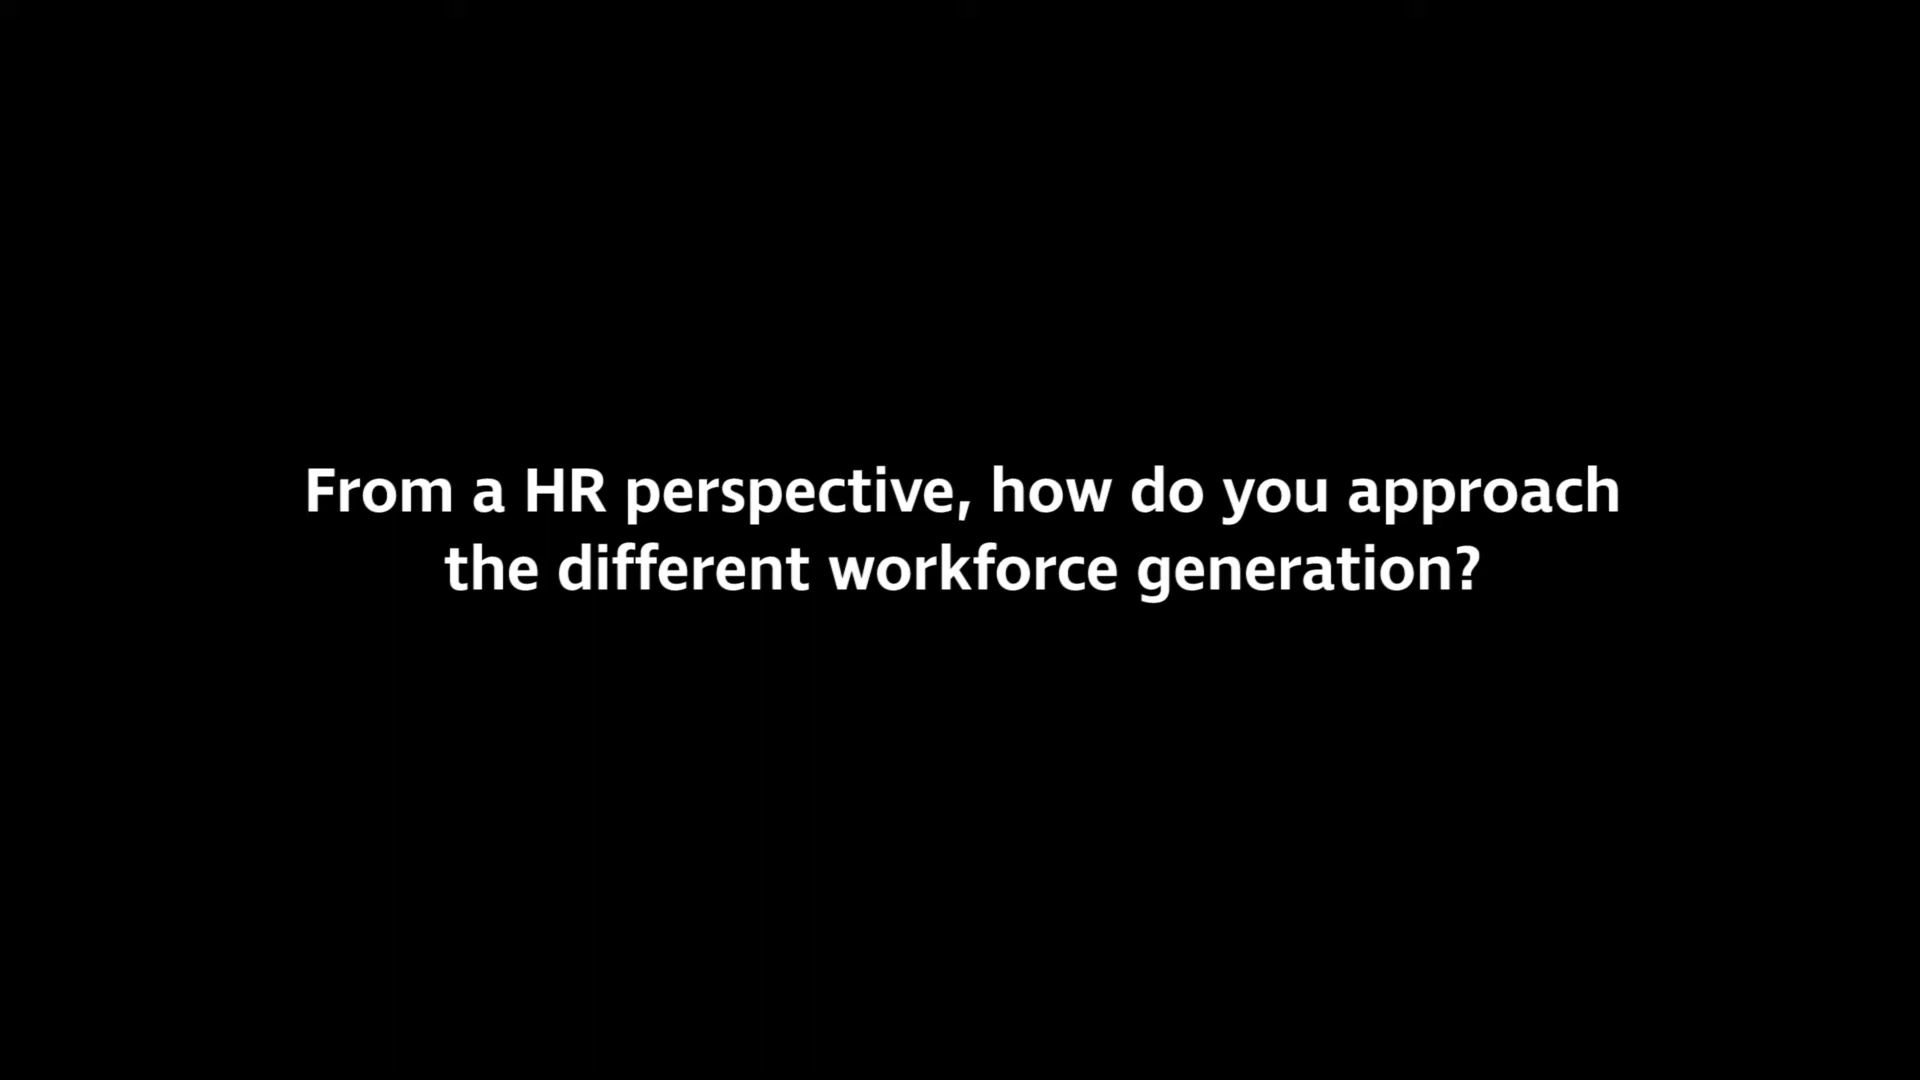 From a HR perspective, how do you approach
the different workforce generation?